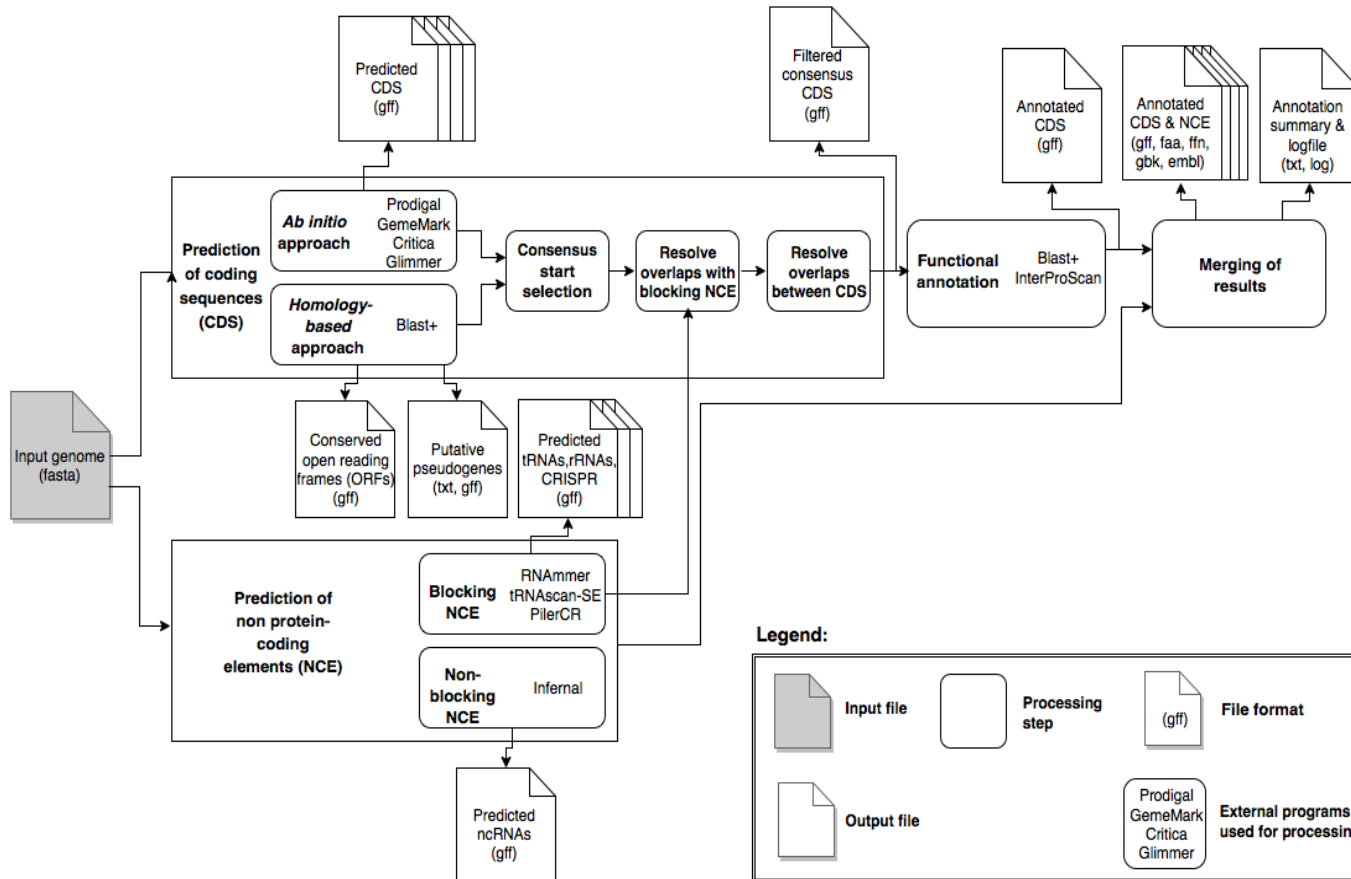 Predicted
CDS
(gff)
Filtered
consensus
CDS
(gff)
Annotated
CDS
(gff)
Annotated
CDS & NCE
(gff, faa, ffn,
gbk, embl)
Annotation
summary &
logfile
(txt, log)
Prediction
of coding
sequences
(CDS)
Ab initio
approach
Prodigal
GemeMark
Critica
Glimmer
Homology-
based
approach
Blast+
Consensus
start
selection
Resolve
overlaps with
blocking NCE
Resolve
overlaps
between CDS
Functional
annotation
Blast+
InterProScan
Merging of
results
Input genome
(fasta)
Conserved
open reading
frames (ORFs)
(gff)
Putative
pseudogenes
(txt, gff)
Predicted
tRNAs,rRNAs,
CRISPR
(gff)
Prediction of
non protein-
coding
elements (NCE)
Blocking
NCE
RNAmmer
tRNAscan-SE
PilerCR
Non-
blocking
NCE
Infernal
Predicted
ncRNAs
(gff)
Legend:
Input file
Processing
step
(gff)
File format
Output file
Prodigal
GemeMark
Critica
Glimmer
External programs
used for processin